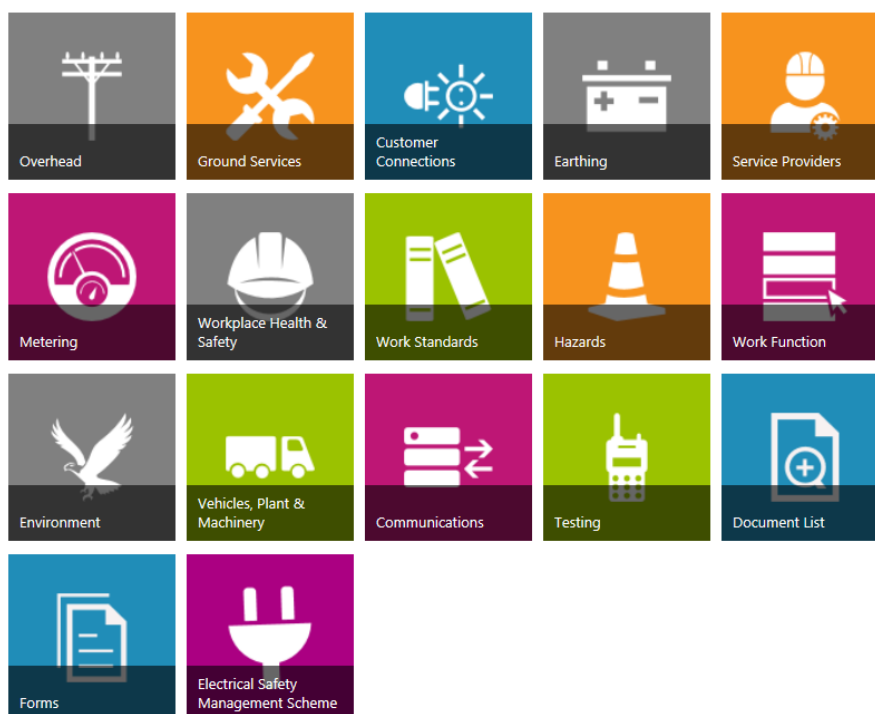 Overhead
Ground Services
Customer
Connections
Earthing
Service Providers
Metering
Workplace Health &
Safety
Work Standards
Hazards
Work Function
Environment
Vehicles, Plant &
Machinery
Communications
Testing
Document List
Forms
Electrical Safety
Management Scheme